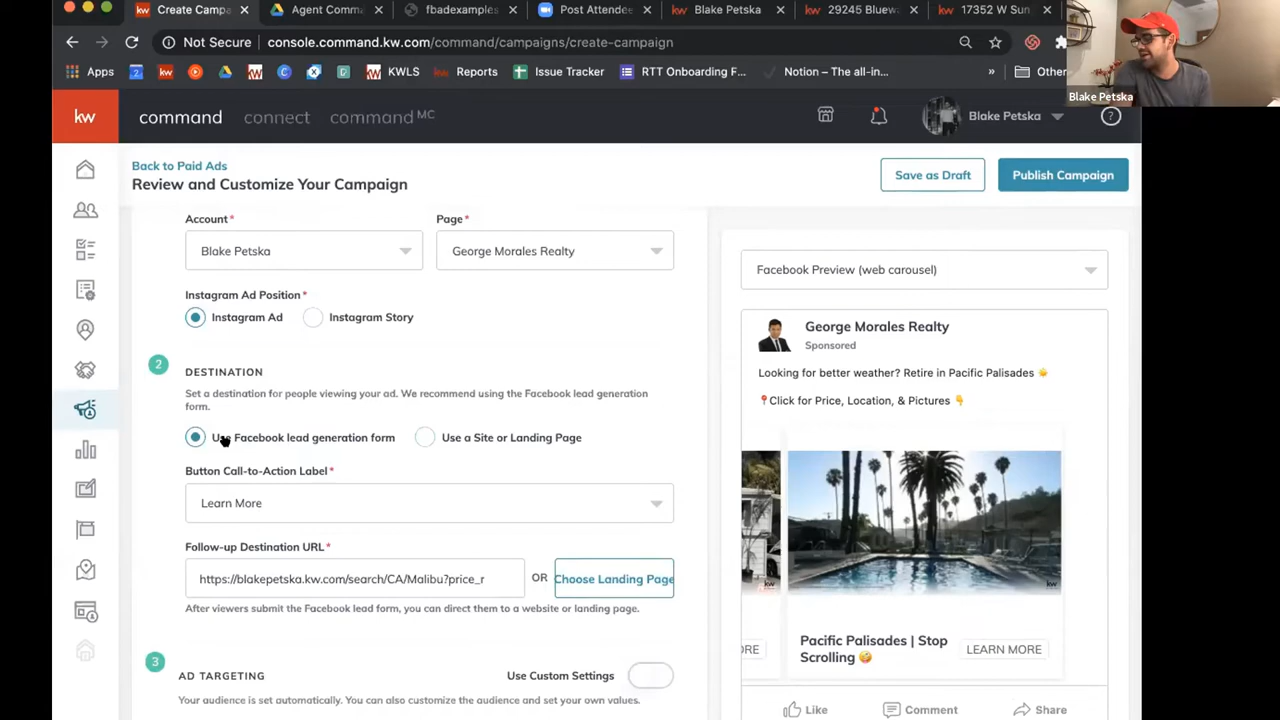 Create Campa
Agent Comma
fbadexamples
Post Attende
Blake Petska
29245 Bluew
17352 W Sun
Not Secure
console.command.kw.com/command/campaigns/create-campaign
Apps
2
kw
kw
KWLS
kw
Reports
Issue Tracker
RTT Onboarding F...
Notion – The all-in...
»
Other
Blake Petska
kw
command
connect
command MC
Blake Petska
?
Back to Paid Ads
Review and Customize Your Campaign
Save as Draft
Publish Campaign
Account*
Page*
Blake Petska
George Morales Realty
Instagram Ad Position *
Instagram Ad
Instagram Story
2
DESTINATION
Set a destination for people viewing your ad. We recommend using the Facebook lead generation
form.
Use Facebook lead generation form
Use a Site or Landing Page
Button Call-to-Action Label *
Learn More
Follow-up Destination URL *
https://blakepetska.kw.com/search/CA/Malibu?price_r
OR
Choose Landing Page
After viewers submit the Facebook lead form, you can direct them to a website or landing page.
3
AD TARGETING
Use Custom Settings
Your audience is set automatically. You can also customize the audience and set your own values.
Facebook Preview (web carousel)
George Morales Realty
Sponsored
Looking for better weather? Retire in Pacific Palisades ☀️
📍Click for Price, Location, & Pictures 👇
kw
kw
ORE
Pacific Palisades | Stop
Scrolling 🤪
LEARN MORE
Like
Comment
Share